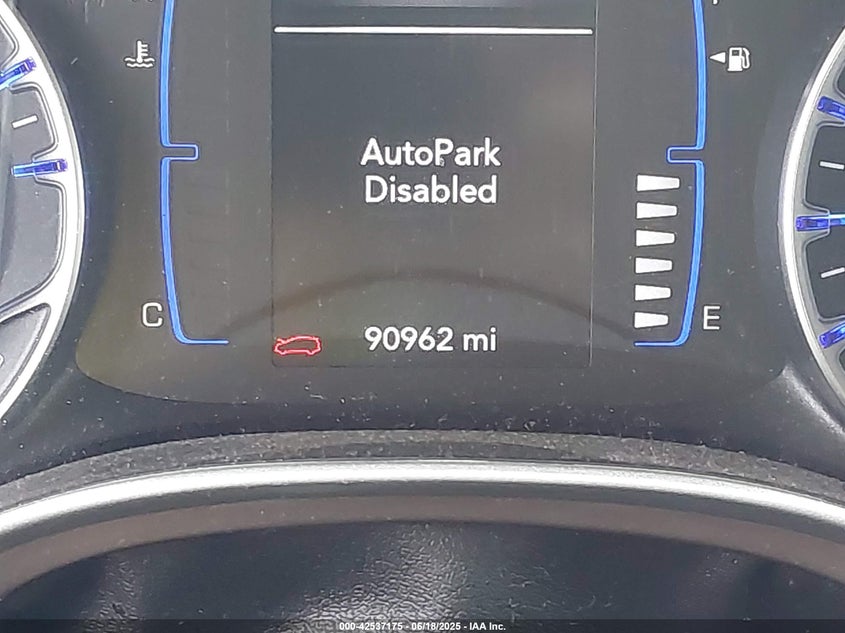 AutoPark
Disabled
C
E
90962 mi
000-42537175 - 06/18/2025 - IAA Inc.